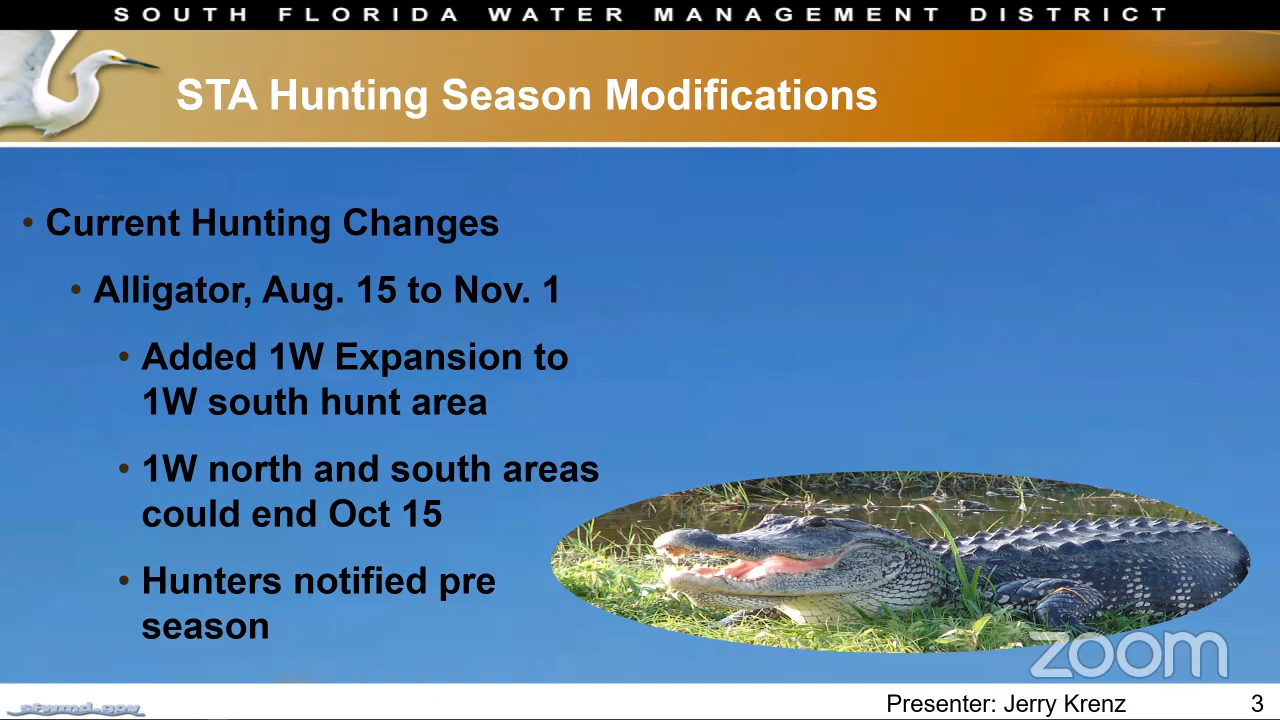 SOUTH FLORIDA WATER MANAGEMENT DISTRICT
STA Hunting Season Modifications
• Current Hunting Changes
• Alligator, Aug. 15 to Nov. 1
• Added 1W Expansion to
1W south hunt area
• 1W north and south areas
could end Oct 15
• Hunters notified pre
season
zoom
sfwmd.gov
Presenter: Jerry Krenz
3